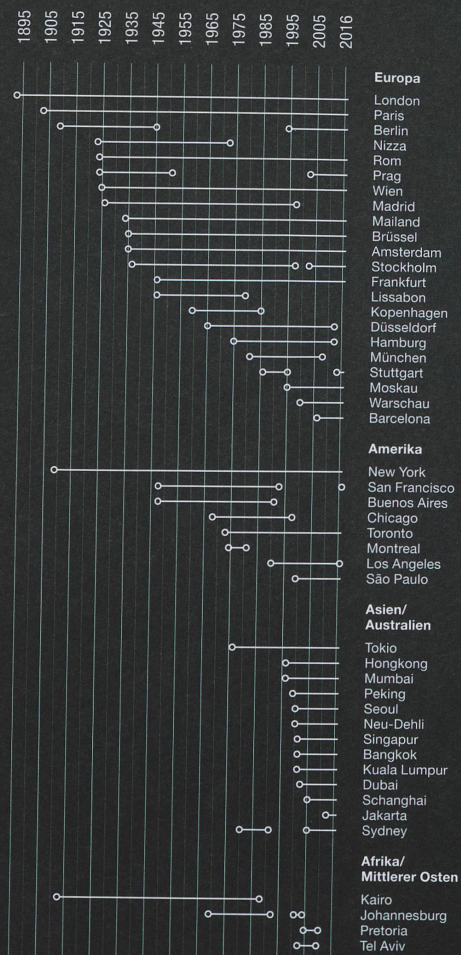 1895
1905
1915
1925
1935
1945
1955
1965
1975
1985
1995
2005
2016
Europa
London
Paris
Berlin
Nizza
Rom
Prag
Wien
Madrid
Mailand
Brüssel
Amsterdam
Stockholm
Frankfurt
Lissabon
Kopenhagen
Düsseldorf
Hamburg
München
Stuttgart
Moskau
Warschau
Barcelona
Amerika
New York
San Francisco
Buenos Aires
Chicago
Toronto
Montreal
Los Angeles
São Paulo
Asien/
Australien
Tokio
Hongkong
Mumbai
Peking
Seoul
Neu-Dehli
Singapur
Bangkok
Kuala Lumpur
Dubai
Schanghai
Jakarta
Sydney
Afrika/
Mittlerer Osten
Kairo
Johannesburg
Pretoria
Tel Aviv